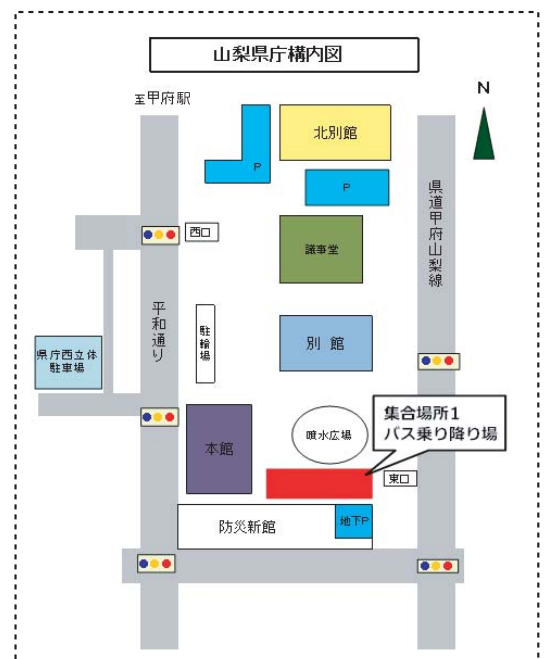 山梨県庁構内図
至甲府駅
N
北別館
P
P
県道甲府山梨線
西口
議事堂
平和通り
駐輪場
別館
県庁西立体
駐車場
集合場所1
バス乗り降り場
本館
噴水広場
東口
防災新館
地下P